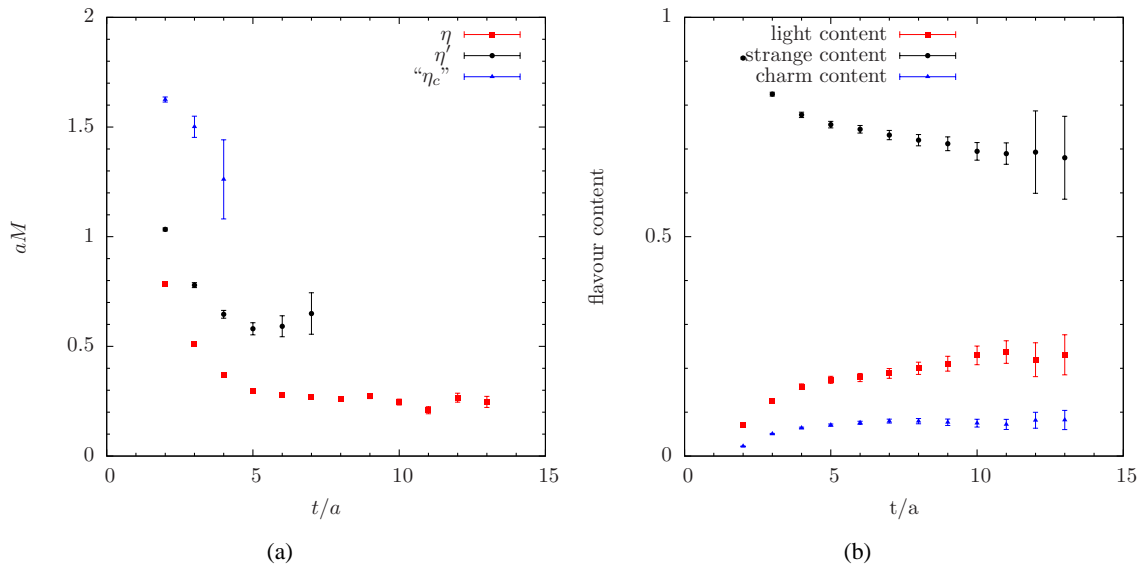 2
1.5
1
0.5
0
0
5
10
15
aM
t/a
η
η′
“ηc”
(a)
1
0.5
0
0
5
10
15
flavour content
t/a
light content
strange content
charm content
(b)